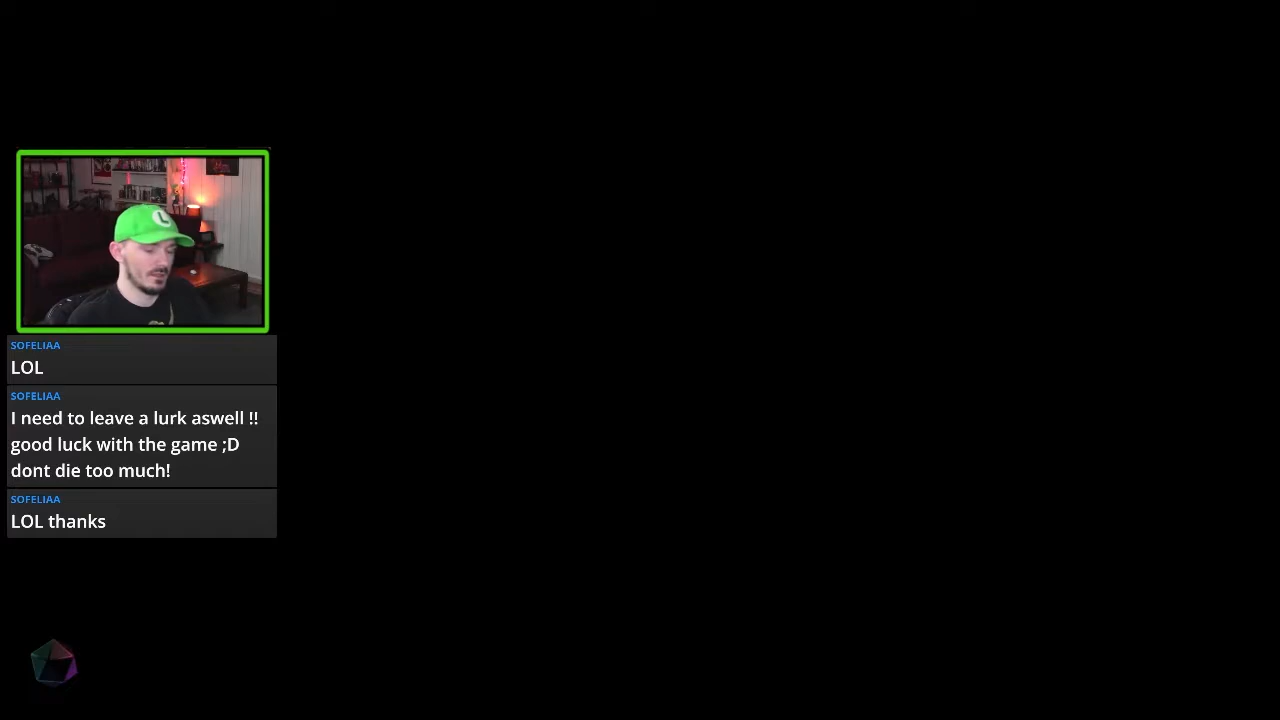 L
SOFELIAA
LOL
SOFELIAA
I need to leave a lurk aswell !!
good luck with the game ;D
dont die too much!
SOFELIAA
LOL thanks